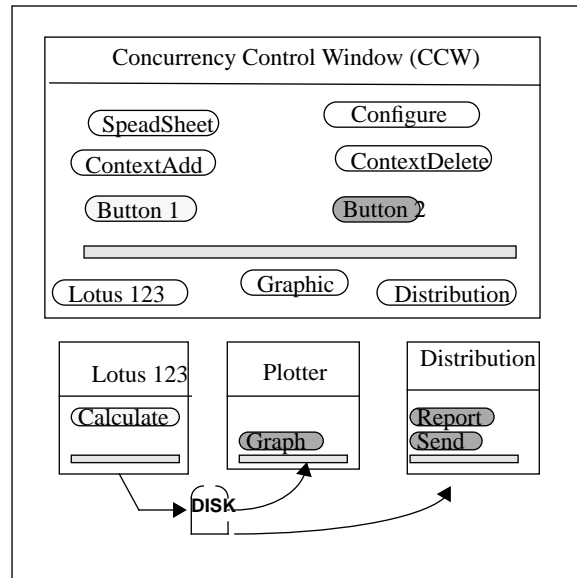 Concurrency Control Window (CCW)
SpeadSheet
Configure
ContextAdd
ContextDelete
Button 1
Button 2
Lotus 123
Graphic
Distribution
Lotus 123
Plotter
Distribution
Calculate
Graph
Report
Send
DISK